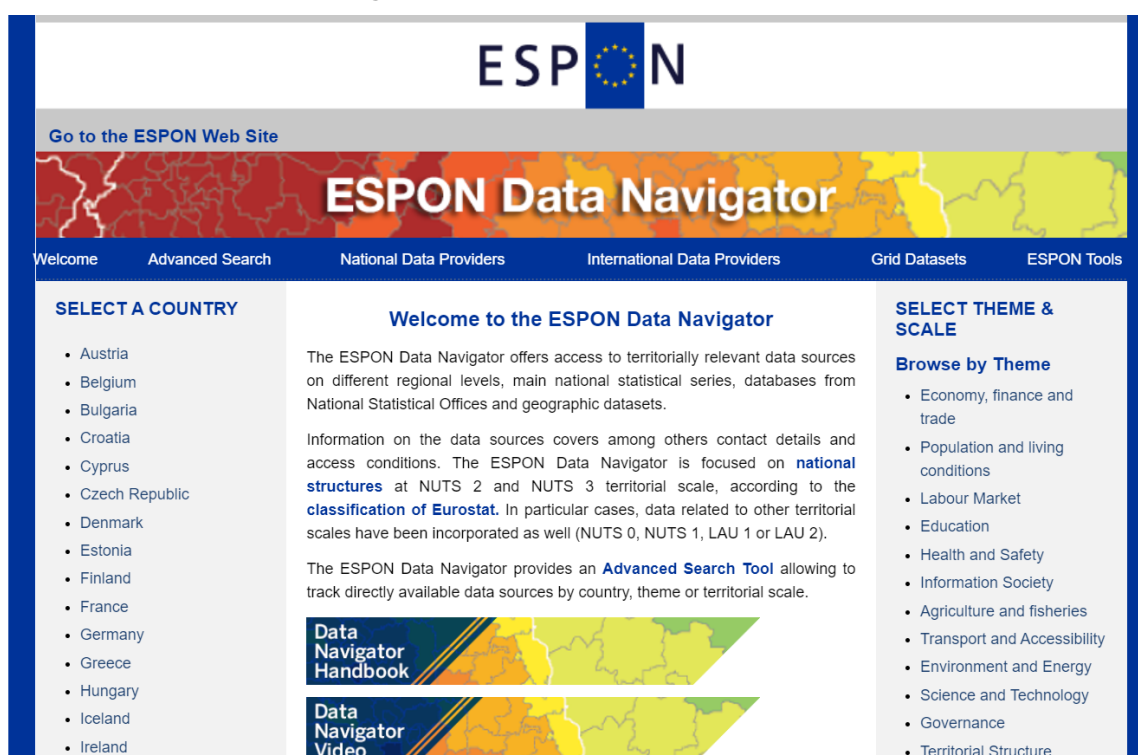 ESPON
Go to the ESPON Web Site
ESPON Data Navigator
Welcome
Advanced Search
National Data Providers
International Data Providers
Grid Datasets
ESPON Tools
SELECT A COUNTRY
• Austria
• Belgium
• Bulgaria
• Croatia
• Cyprus
• Czech Republic
• Denmark
• Estonia
• Finland
• France
• Germany
• Greece
• Hungary
• Iceland
• Ireland
Welcome to the ESPON Data Navigator
The ESPON Data Navigator offers access to territorially relevant data sources
on different regional levels, main national statistical series, databases from
National Statistical Offices and geographic datasets.
Information on the data sources covers among others contact details and
access conditions. The ESPON Data Navigator is focused on national
structures at NUTS 2 and NUTS 3 territorial scale, according to the
classification of Eurostat. In particular cases, data related to other territorial
scales have been incorporated as well (NUTS 0, NUTS 1, LAU 1 or LAU 2).
The ESPON Data Navigator provides an Advanced Search Tool allowing to
track directly available data sources by country, theme or territorial scale.
Data
Navigator
Handbook
Data
Navigator
Video
SELECT THEME &
SCALE
Browse by Theme
• Economy, finance and
trade
• Population and living
conditions
• Labour Market
• Education
• Health and Safety
• Information Society
• Agriculture and fisheries
• Transport and Accessibility
• Environment and Energy
• Science and Technology
• Governance
• Territorial Structure